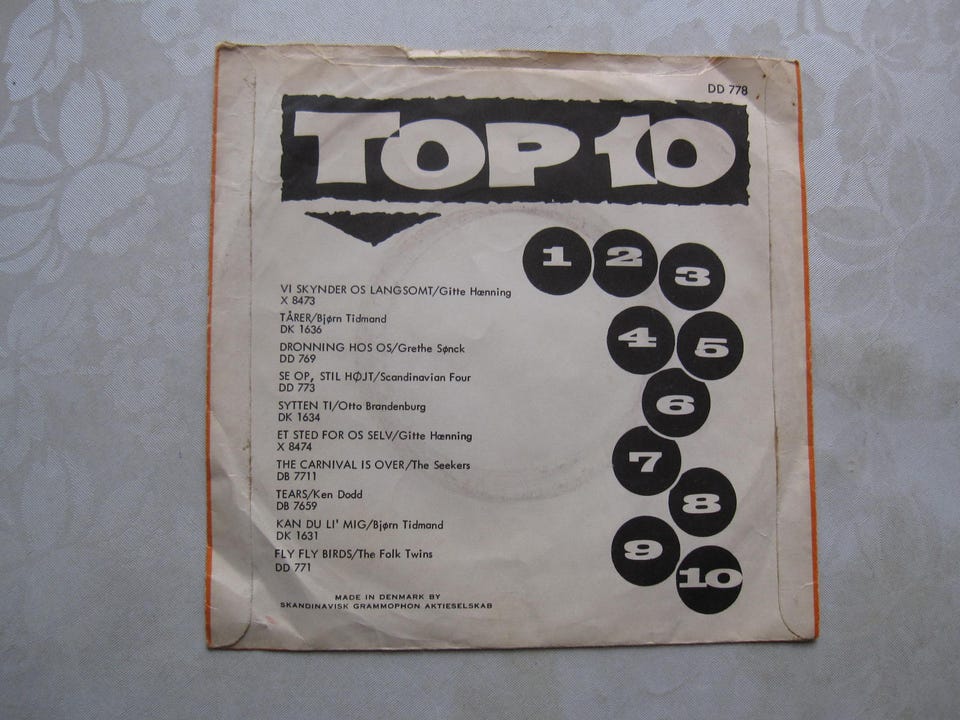 DD 778
TOP 10
1 2 3
VI SKYNDER OS LANGSOMT/Gitte Hænning
X 8473
TÅRER/Bjørn Tidmand
DK 1636
DRONNING HOS OS/Grethe Sønck
DD 769
SE OP, STIL HØJT/Scandinavian Four
DD 773
SYTTEN TI/Otto Brandenburg
DK 1634
ET STED FOR OS SELV/Gitte Hænning
X 8474
THE CARNIVAL IS OVER/The Seekers
DB 7711
TEARS/Ken Dodd
DB 7659
KAN DU LI' MIG/Bjørn Tidmand
DK 1631
FLY FLY BIRDS/The Folk Twins
DD 771
4 5
6
7
8
9
10
MADE IN DENMARK BY
SKANDINAVISK GRAMMOPHON AKTIESELSKAB